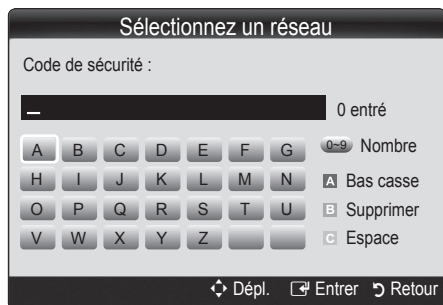 Sélectionnez un réseau
Code de sécurité :
_ 0 entré
A B C D E F G 0~9 Nombre
H I J K L M N A Bas casse
O P Q R S T U B Supprimer
V W X Y Z C Espace
Dépl. Entrer Retour